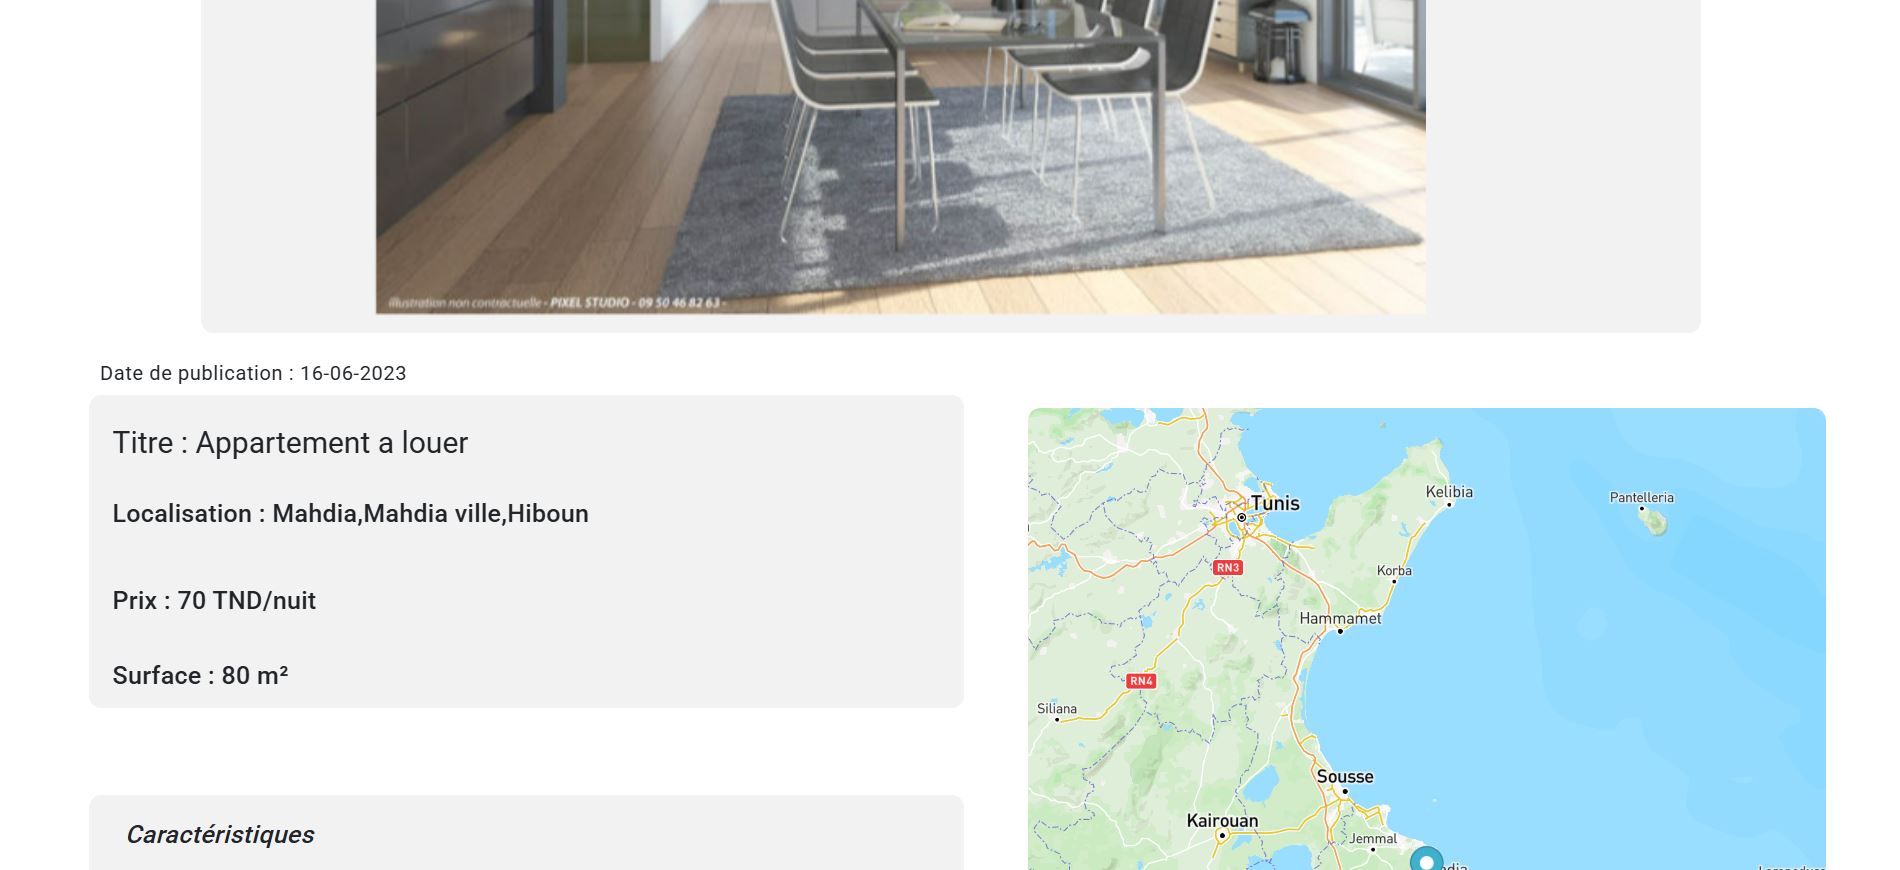 illustration non contractuelle - PIXEL STUDIO - 09 50 46 82 63 -
Date de publication : 16-06-2023
Titre : Appartement a louer
Localisation : Mahdia,Mahdia ville,Hiboun
Prix : 70 TND/nuit
Surface : 80 m²
Caractéristiques
Tunis
Kelibia
Pantelleria
RN3
Korba
Hammamet
RN4
Siliana
Sousse
Kairouan
Jemmal